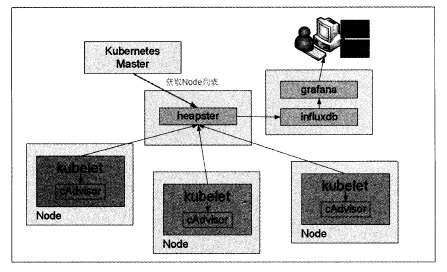 Kubernetes
Master
获取Node列表
heapster
grafana
influxdb
kubelet
cAdvisor
Node
kubelet
cAdvisor
Node
kubelet
cAdvisor
Node